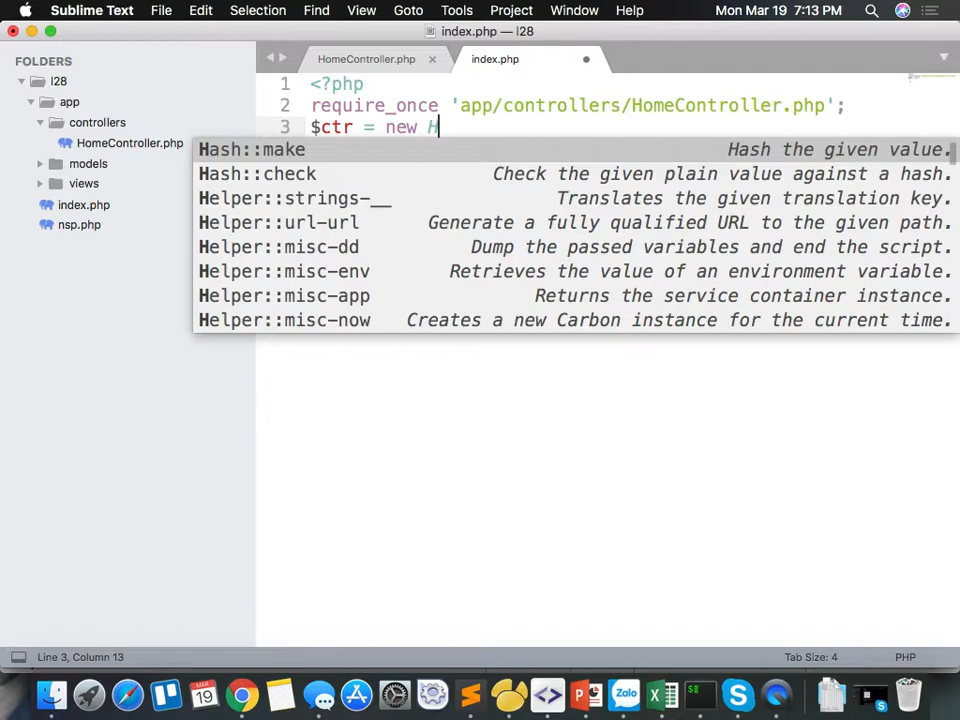 Sublime Text File Edit Selection Find View Goto Tools Project Window Help Mon Mar 19 7:13 PM
index.php — l28
FOLDERS
l28
app
controllers
HomeController.php
models
views
index.php
nsp.php
HomeController.php × index.php
1 <?php
2 require_once 'app/controllers/HomeController.php';
3 $ctr = new H
Hash::make Hash the given value.
Hash::check Check the given plain value against a hash.
Helper::strings-__ Translates the given translation key.
Helper::url-url Generate a fully qualified URL to the given path.
Helper::misc-dd Dump the passed variables and end the script.
Helper::misc-env Retrieves the value of an environment variable.
Helper::misc-app Returns the service container instance.
Helper::misc-now Creates a new Carbon instance for the current time.
Line 3, Column 13 Tab Size: 4 PHP
MAR
19
Zalo